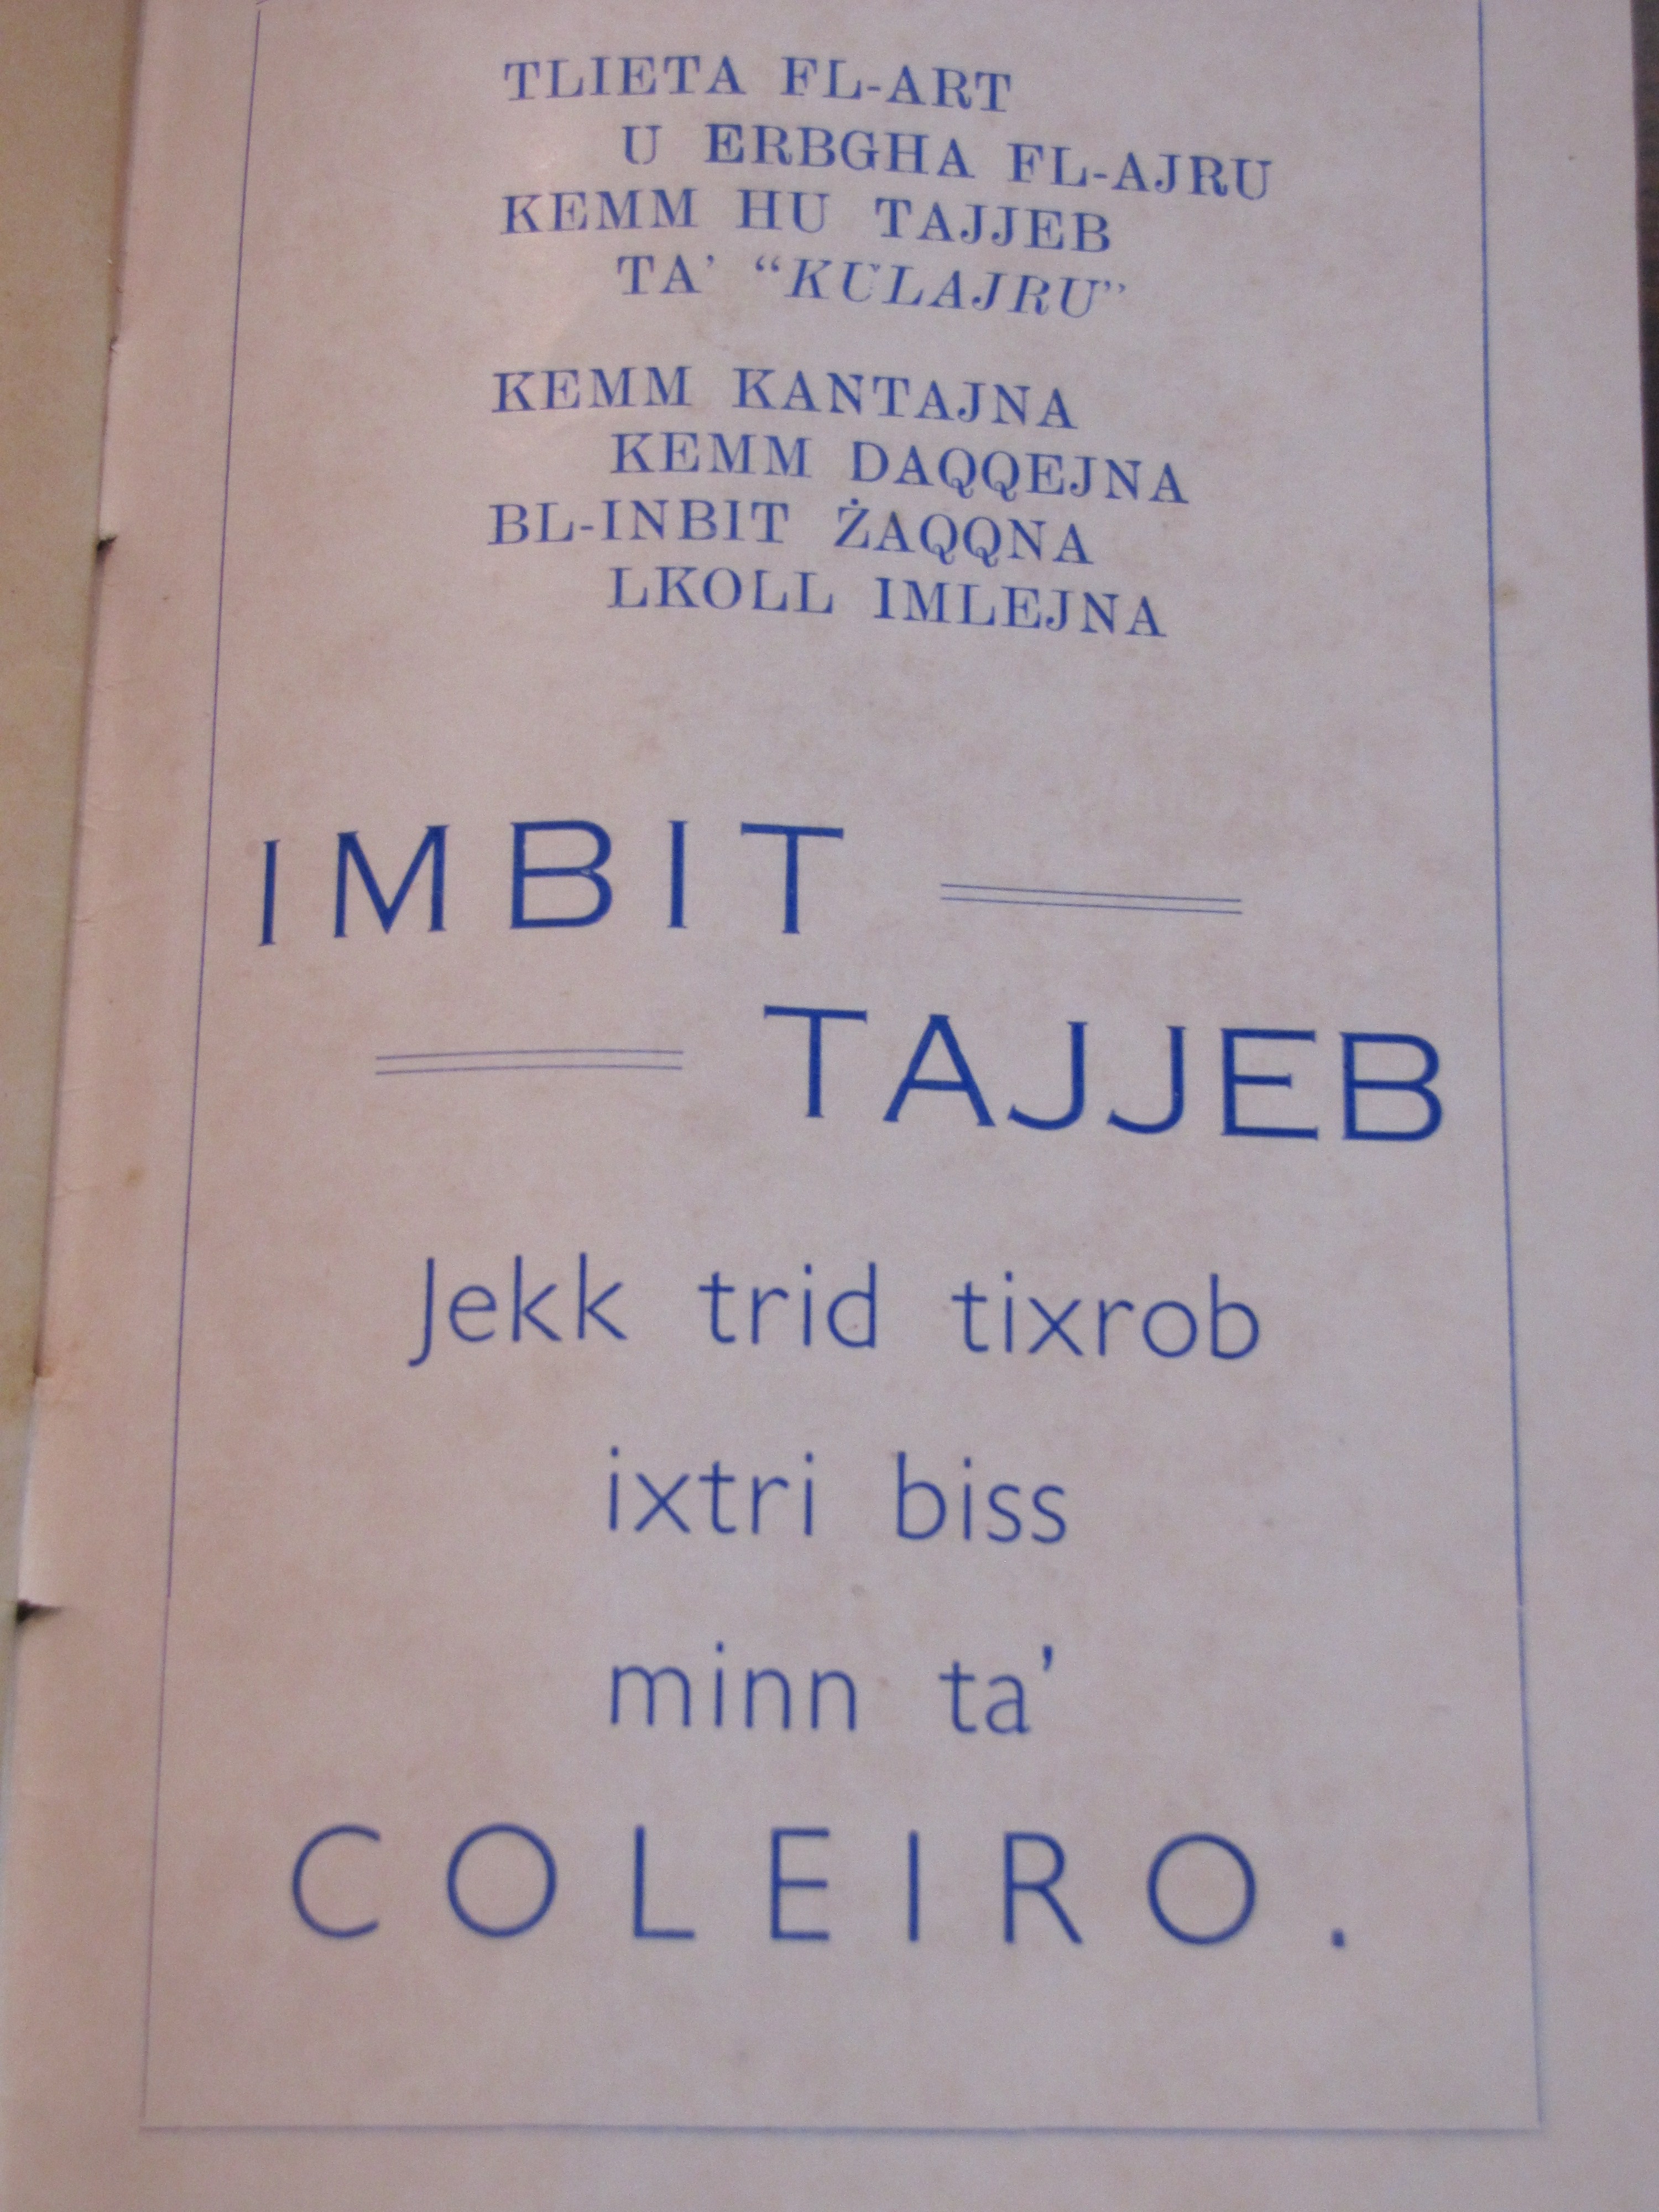 TLIETA FL-ART
U ERBGHA FL-AJRU
KEMM HU TAJJEB
TA' “KULAJRU”
KEMM KANTAJNA
KEMM DAQQEJNA
BL-INBIT ŻAQQNA
LKOLL IMLEJNA
IMBIT
TAJJEB
Jekk trid tixrob
ixtri biss
minn ta'
COLEIRO.